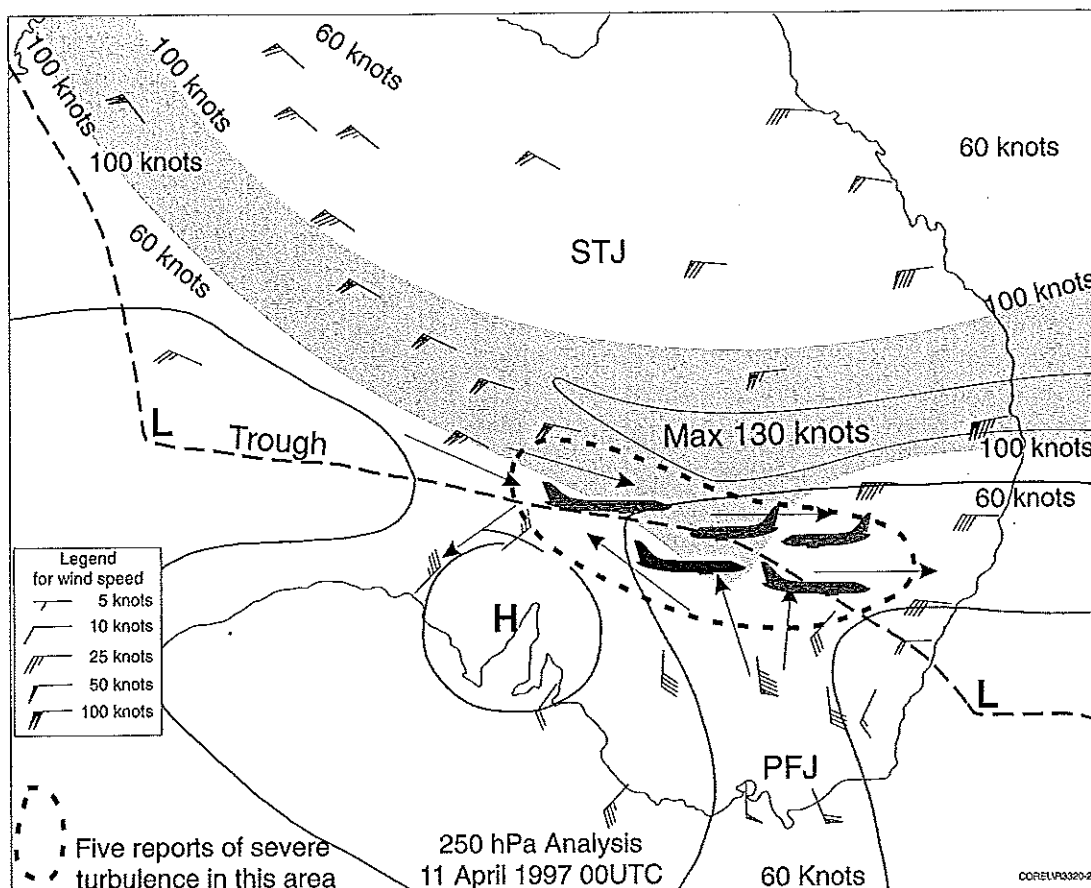 60 knots
100 knots
100 knots
100 knots
60 knots
60 knots
STJ
100 knots
L
Trough
Max 130 knots
100 knots
60 knots
Legend
for wind speed
5 knots
10 knots
25 knots
50 knots
100 knots
H
L
PFJ
Five reports of severe
turbulence in this area
250 hPa Analysis
11 April 1997 00UTC
60 Knots